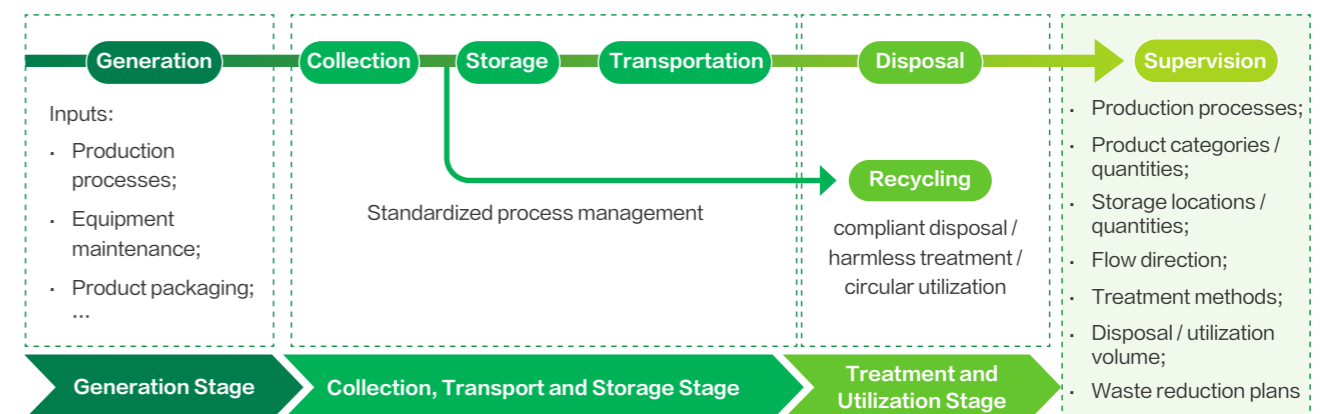 Generation
Collection
Storage
Transportation
Disposal
Supervision
Inputs:
· Production
processes;
· Equipment
maintenance;
· Product packaging;
...
Standardized process management
Recycling
compliant disposal /
harmless treatment /
circular utilization
· Production processes;
· Product categories /
quantities;
· Storage locations /
quantities;
· Flow direction;
· Treatment methods;
· Disposal / utilization
volume;
· Waste reduction plans
Generation Stage
Collection, Transport and Storage Stage
Treatment and
Utilization Stage